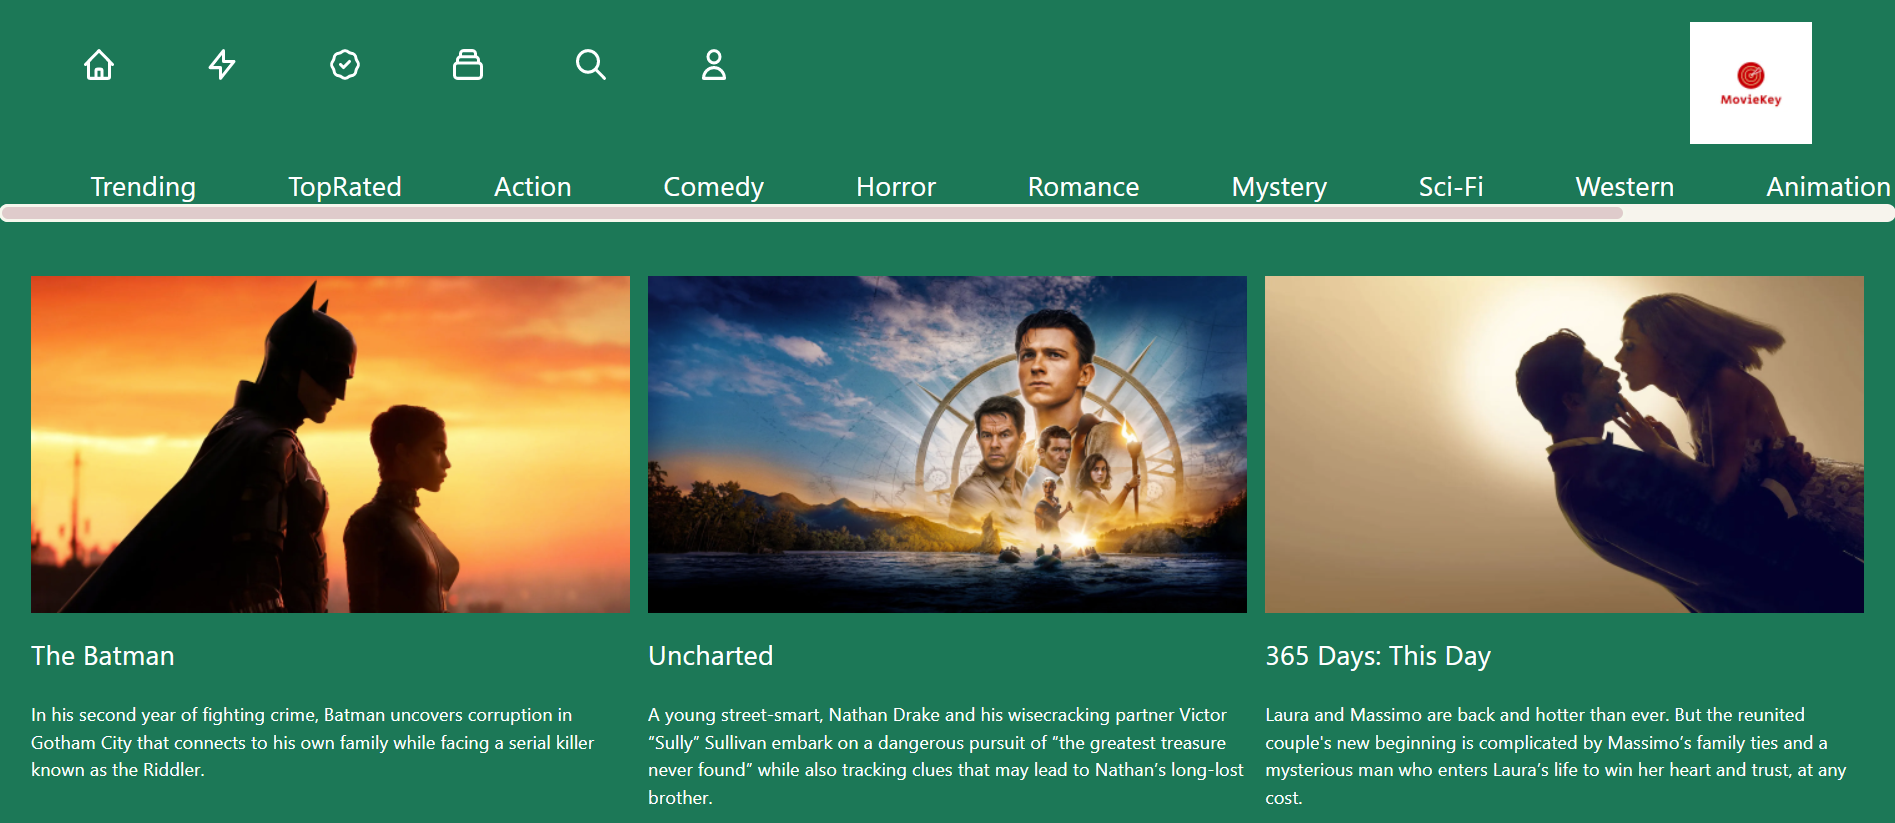 MovieKey
Trending TopRated Action Comedy Horror Romance Mystery Sci-Fi Western Animation
The Batman
In his second year of fighting crime, Batman uncovers corruption in
Gotham City that connects to his own family while facing a serial killer
known as the Riddler.
Uncharted
A young street-smart, Nathan Drake and his wisecracking partner Victor
“Sully” Sullivan embark on a dangerous pursuit of “the greatest treasure
never found” while also tracking clues that may lead to Nathan’s long-lost
brother.
365 Days: This Day
Laura and Massimo are back and hotter than ever. But the reunited
couple's new beginning is complicated by Massimo’s family ties and a
mysterious man who enters Laura’s life to win her heart and trust, at any
cost.